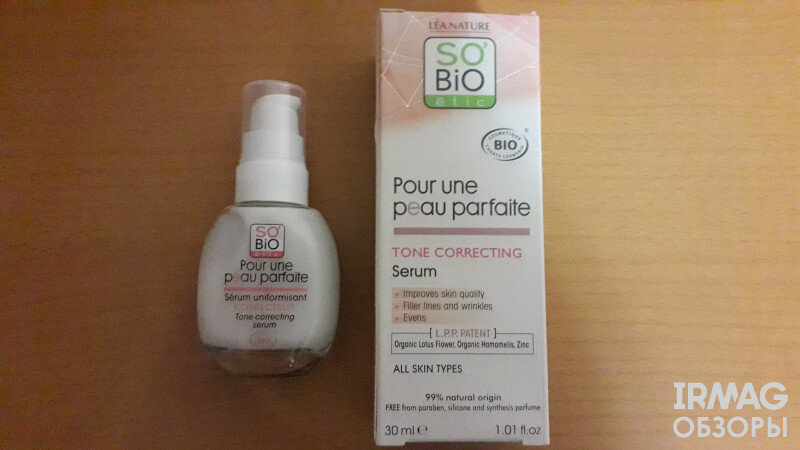 SO'
BiO
étic
Pour une
peau parfaite
Sérum uniformisant
CORRECTEUR
Tone correcting
serum
BIO
LÉA NATURE
SO'
BiO
étic
COSMETIQUE
BIO
Pour une
peau parfaite
TONE CORRECTING
Serum
Improves skin quality
Filler lines and wrinkles
Evens
[ L.P.P. PATENT ]
Organic Lotus Flower, Organic Hamamelis, Zinc
ALL SKIN TYPES
99% natural origin
FREE from paraben, silicone and synthesis perfume
30 ml e 1.01 fl.oz
IRMAG
ОБЗОРЫ